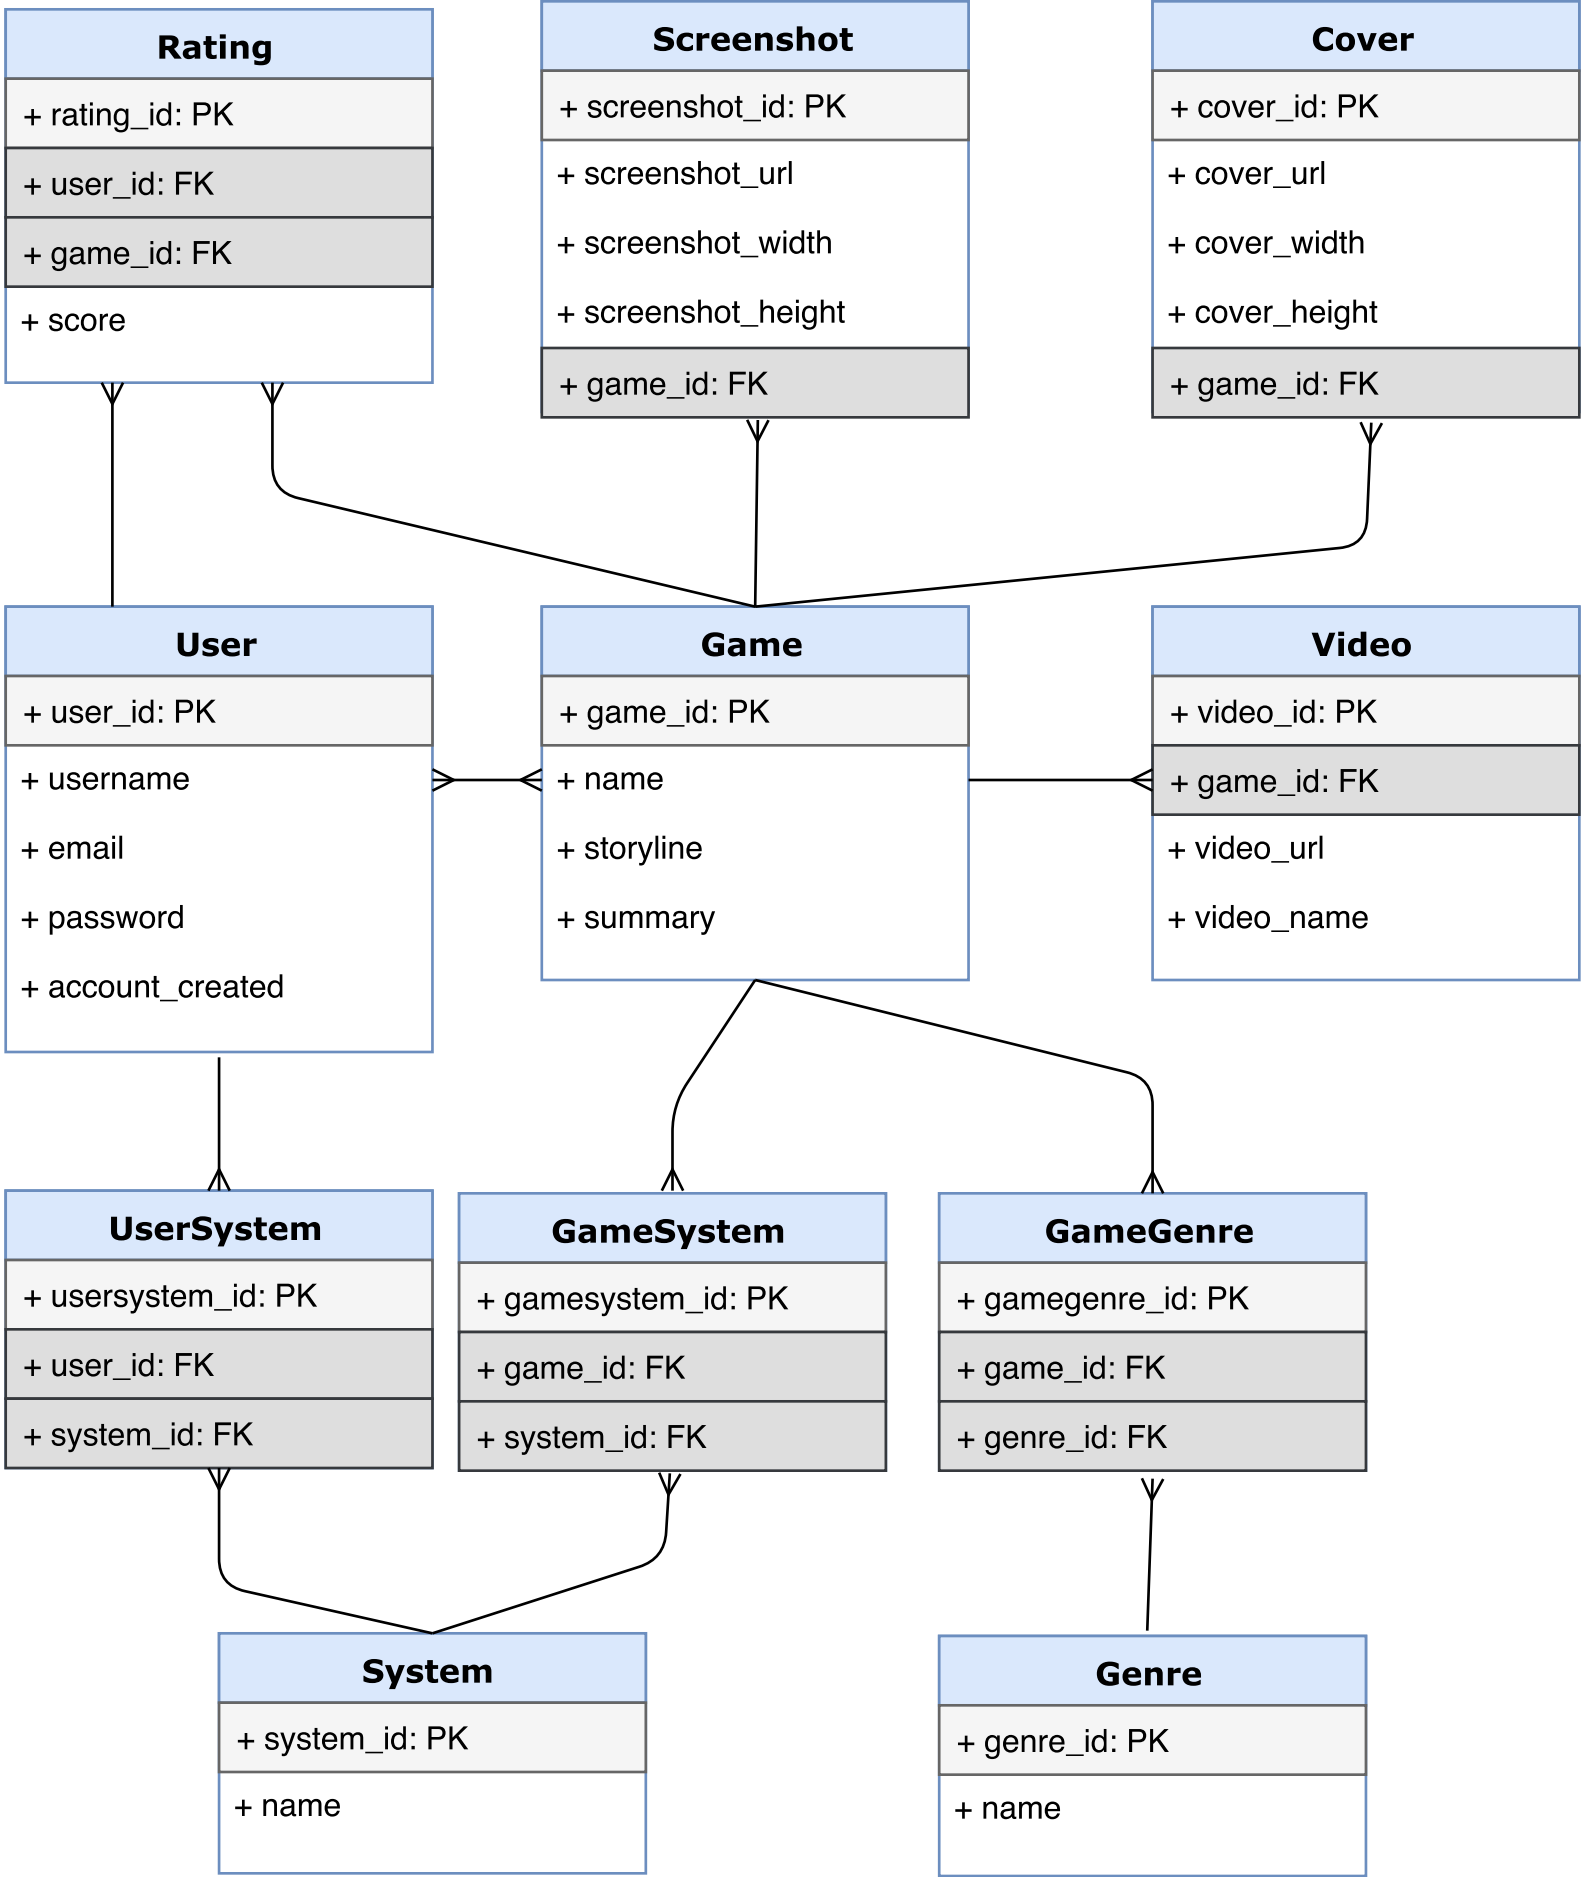 Rating
+ rating_id: PK
+ user_id: FK
+ game_id: FK
+ score
Screenshot
+ screenshot_id: PK
+ screenshot_url
+ screenshot_width
+ screenshot_height
+ game_id: FK
Cover
+ cover_id: PK
+ cover_url
+ cover_width
+ cover_height
+ game_id: FK
User
+ user_id: PK
+ username
+ email
+ password
+ account_created
Game
+ game_id: PK
+ name
+ storyline
+ summary
Video
+ video_id: PK
+ game_id: FK
+ video_url
+ video_name
UserSystem
+ usersystem_id: PK
+ user_id: FK
+ system_id: FK
GameSystem
+ gamesystem_id: PK
+ game_id: FK
+ system_id: FK
GameGenre
+ gamegenre_id: PK
+ game_id: FK
+ genre_id: FK
System
+ system_id: PK
+ name
Genre
+ genre_id: PK
+ name